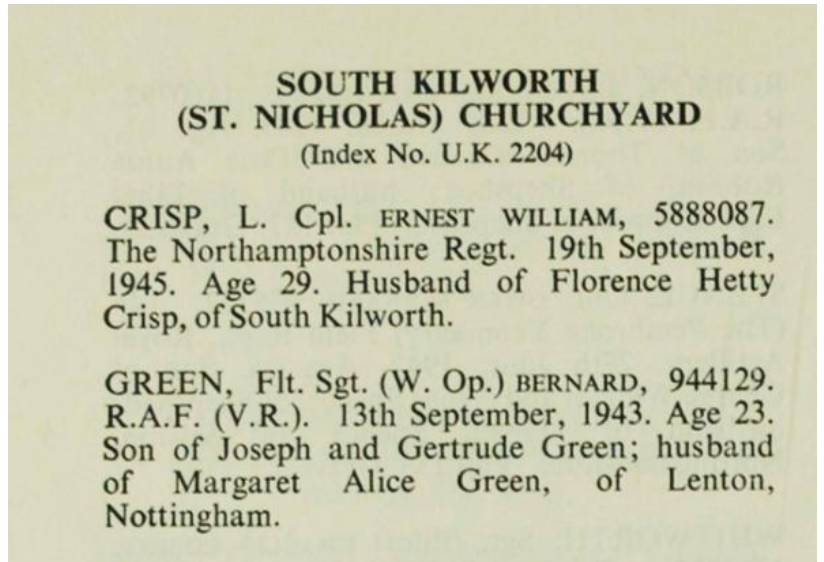 SOUTH KILWORTH
(ST. NICHOLAS) CHURCHYARD
(Index No. U.K. 2204)
CRISP, L. Cpl. ERNEST WILLIAM, 5888087.
The Northamptonshire Regt. 19th September,
1945. Age 29. Husband of Florence Hetty
Crisp, of South Kilworth.
GREEN, Flt. Sgt. (W. Op.) BERNARD, 944129.
R.A.F. (V.R.). 13th September, 1943. Age 23.
Son of Joseph and Gertrude Green; husband
of Margaret Alice Green, of Lenton,
Nottingham.